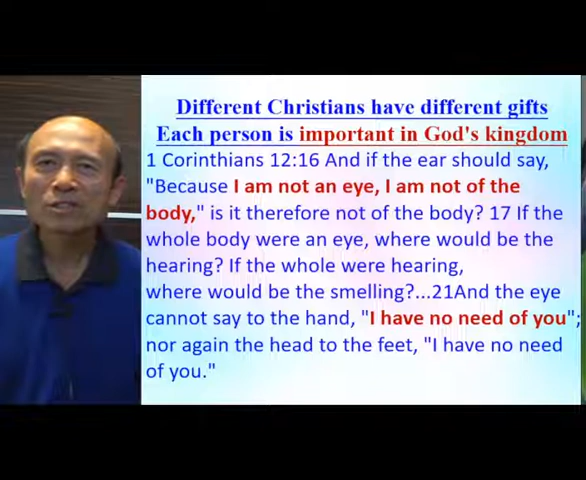 Different Christians have different gifts
Each person is important in God's kingdom
1 Corinthians 12:16 And if the ear should say,
"Because I am not an eye, I am not of the
body," is it therefore not of the body? 17 If the
whole body were an eye, where would be the
hearing? If the whole were hearing,
where would be the smelling?...21And the eye
cannot say to the hand, "I have no need of you";
nor again the head to the feet, "I have no need
of you."